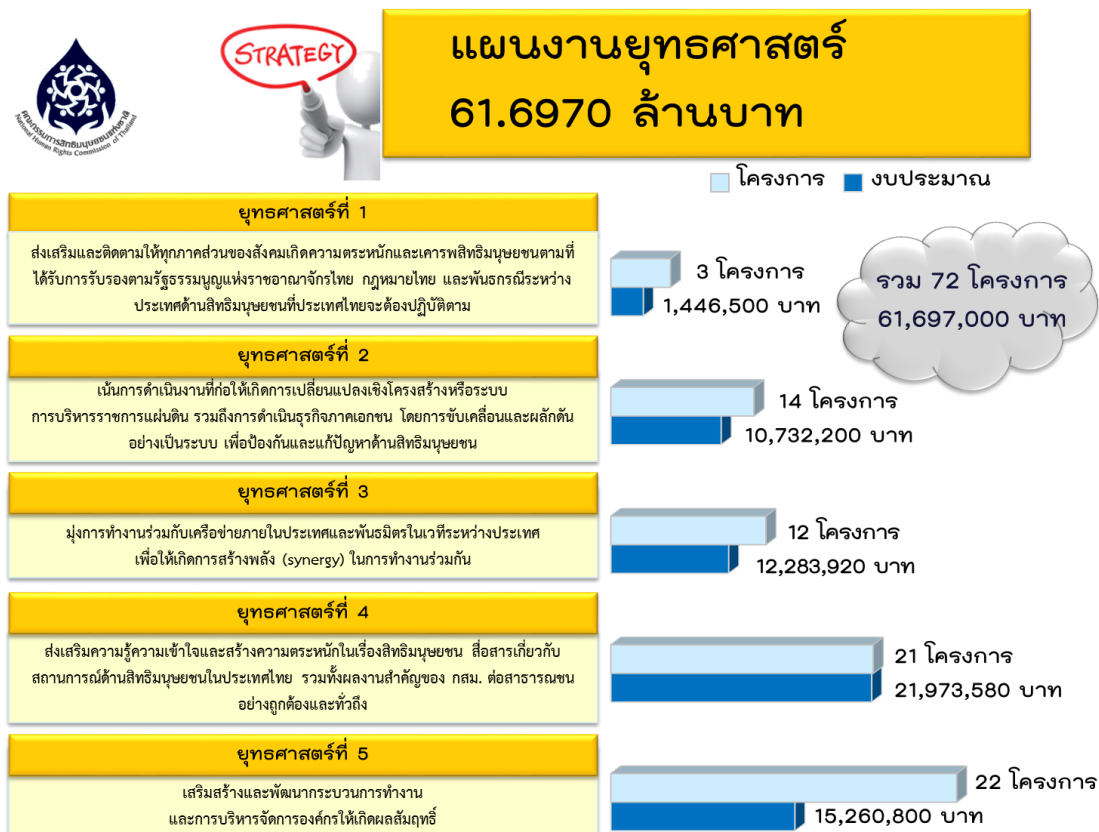 STRATEGY
คณะกรรมการสิทธิมนุษยชนแห่งชาติ
National Human Rights Commission of Thailand
แผนงานยุทธศาสตร์
61.6970 ล้านบาท
โครงการ งบประมาณ
ยุทธศาสตร์ที่ 1
ส่งเสริมและติดตามให้ทุกภาคส่วนของสังคมเกิดความตระหนักและเคารพสิทธิมนุษยชนตามที่
ได้รับการรับรองตามรัฐธรรมนูญแห่งราชอาณาจักรไทย กฎหมายไทย และพันธกรณีระหว่าง
ประเทศด้านสิทธิมนุษยชนที่ประเทศไทยจะต้องปฏิบัติตาม
3 โครงการ
1,446,500 บาท
รวม 72 โครงการ
61,697,000 บาท
ยุทธศาสตร์ที่ 2
เน้นการดำเนินงานที่ก่อให้เกิดการเปลี่ยนแปลงเชิงโครงสร้างหรือระบบ
การบริหารราชการแผ่นดิน รวมถึงการดำเนินธุรกิจภาคเอกชน โดยการขับเคลื่อนและผลักดัน
อย่างเป็นระบบ เพื่อป้องกันและแก้ปัญหาด้านสิทธิมนุษยชน
14 โครงการ
10,732,200 บาท
ยุทธศาสตร์ที่ 3
มุ่งการทำงานร่วมกับเครือข่ายภายในประเทศและพันธมิตรในเวทีระหว่างประเทศ
เพื่อให้เกิดการสร้างพลัง (synergy) ในการทำงานร่วมกัน
12 โครงการ
12,283,920 บาท
ยุทธศาสตร์ที่ 4
ส่งเสริมความรู้ความเข้าใจและสร้างความตระหนักในเรื่องสิทธิมนุษยชน สื่อสารเกี่ยวกับ
สถานการณ์ด้านสิทธิมนุษยชนในประเทศไทย รวมทั้งผลงานสำคัญของ กสม. ต่อสาธารณชน
อย่างถูกต้องและทั่วถึง
21 โครงการ
21,973,580 บาท
ยุทธศาสตร์ที่ 5
เสริมสร้างและพัฒนากระบวนการทำงาน
และการบริหารจัดการองค์กรให้เกิดผลสัมฤทธิ์
22 โครงการ
15,260,800 บาท